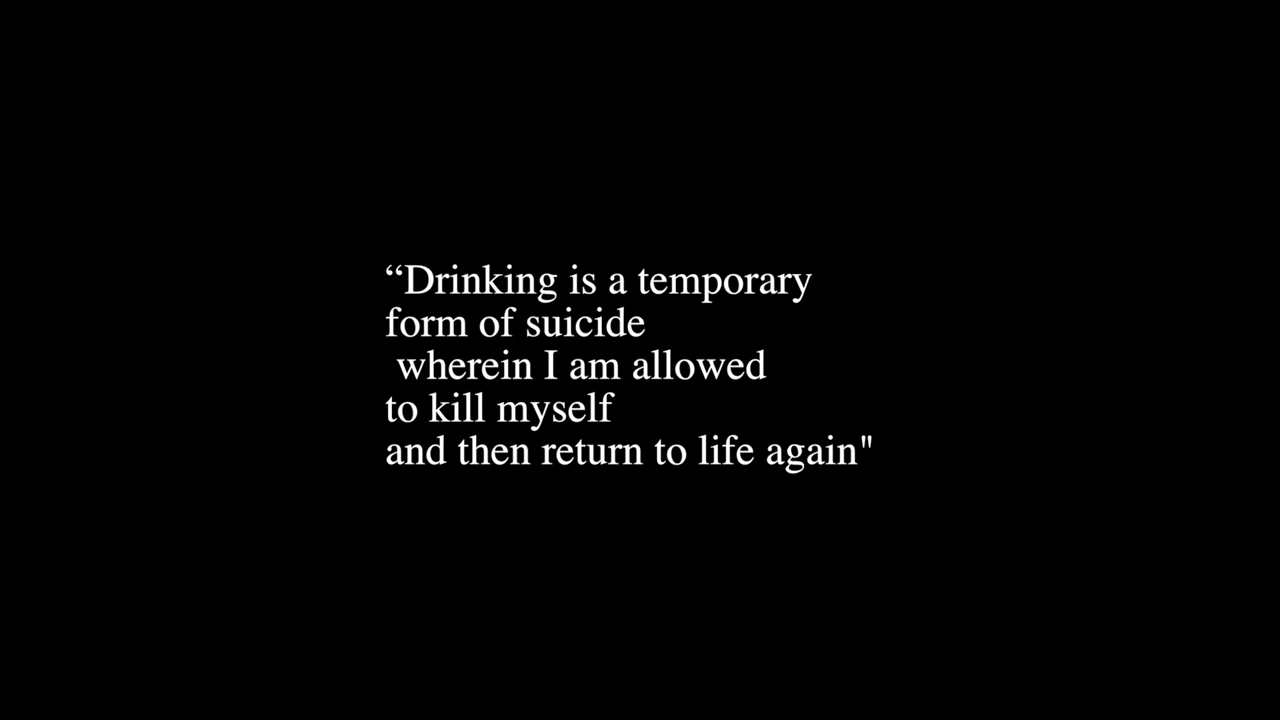 “Drinking is a temporary
form of suicide
wherein I am allowed
to kill myself
and then return to life again"